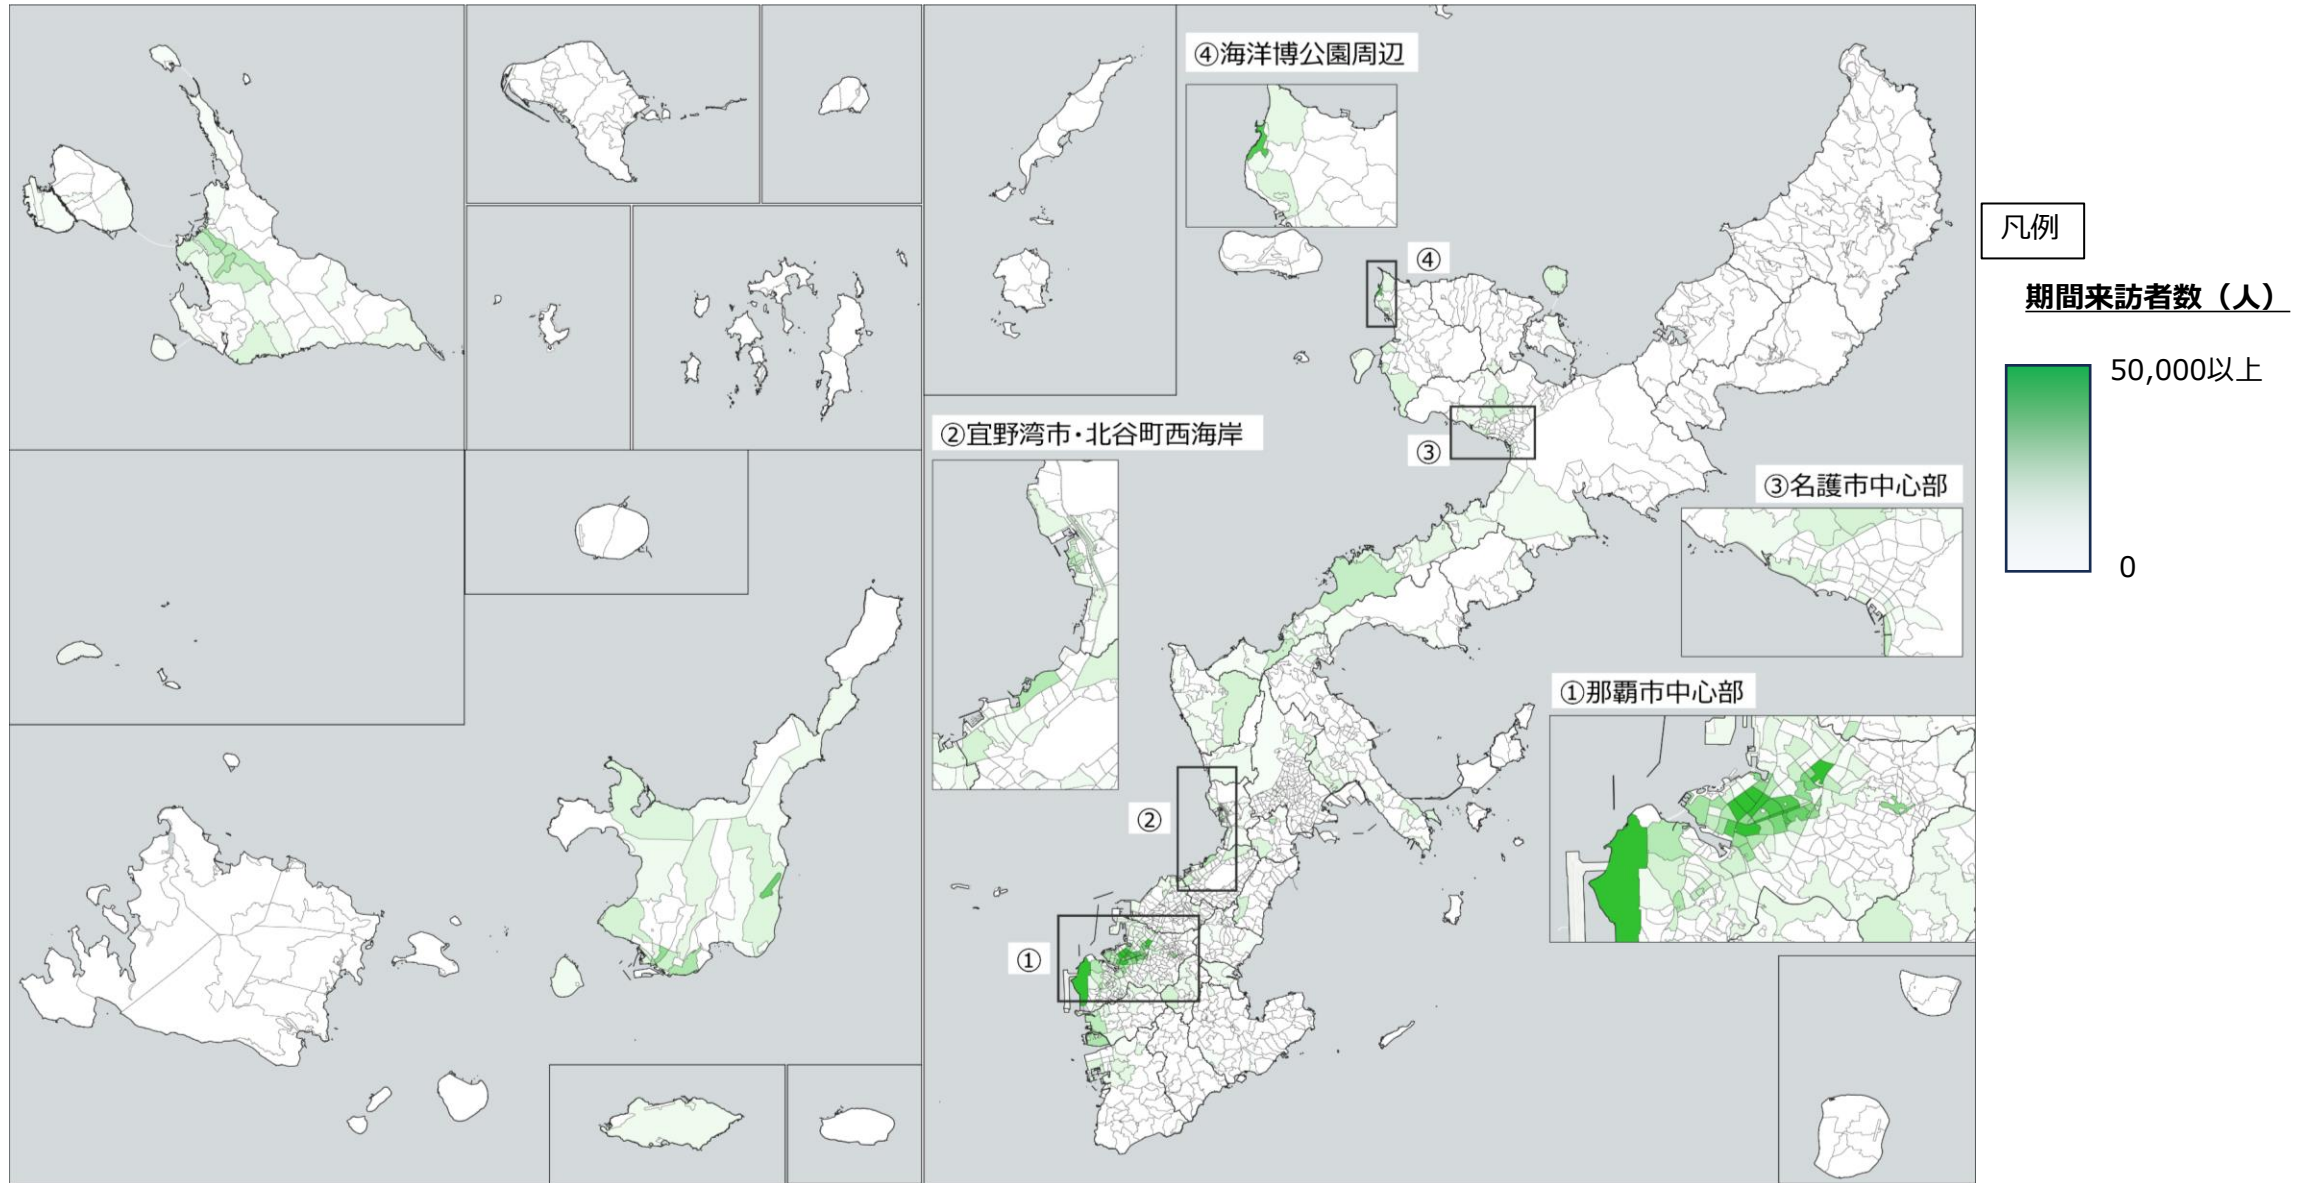 ④海洋博公園周辺
④
凡例
期間来訪者数（人）
50,000以上
0
②宜野湾市・北谷町西海岸
③
③名護市中心部
①那覇市中心部
②
①